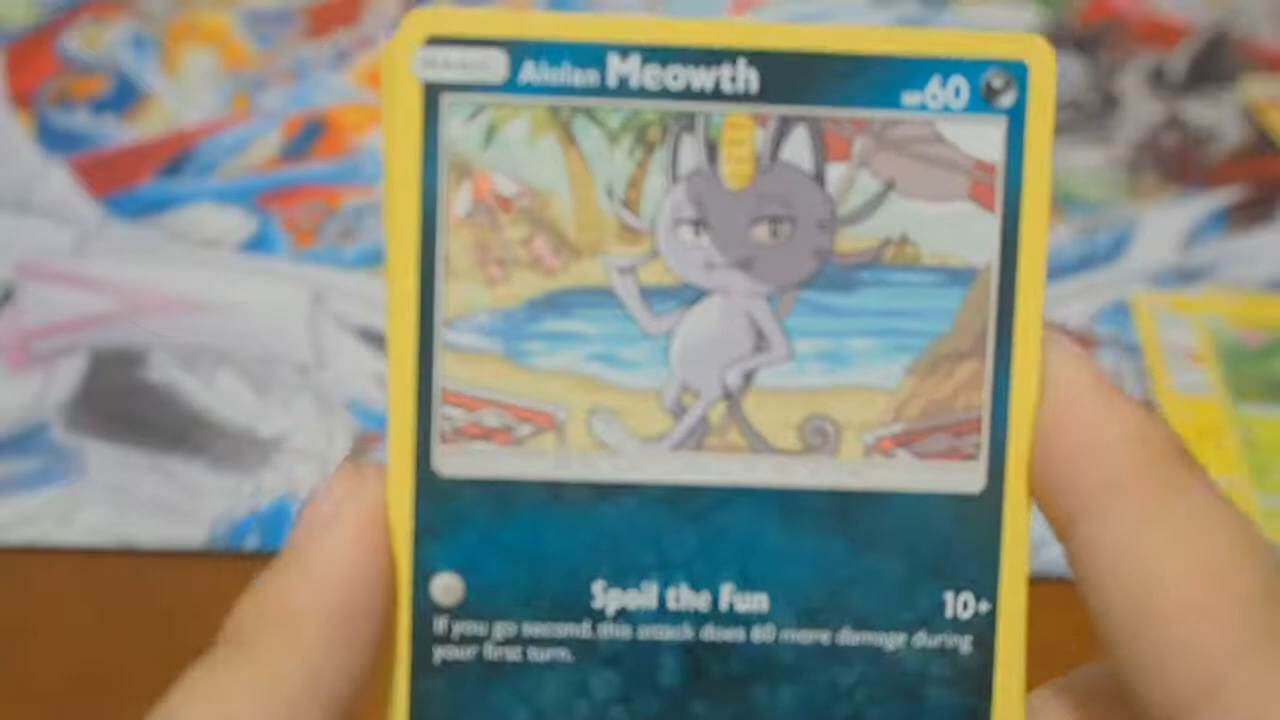 Alolan Meowth
HP60
Spoil the Fun 10+
If you go second, this attack does 60 more damage during
your first turn.